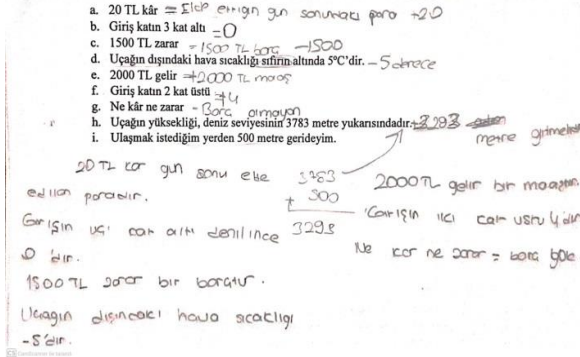 a. 20 TL kâr = Elde ettiğin gün sonundaki para +20
b. Giriş katın 3 kat altı = 0
c. 1500 TL zarar - 1500 TL borç -1500
d. Uçağın dışındaki hava sıcaklığı sıfırın altında 5°C'dir. - 5 derece
e. 2000 TL gelir = +2000 TL maaş
f. Giriş katın 2 kat üstü +4
g. Ne kâr ne zarar - Borç olmayan
h. Uçağın yüksekliği, deniz seviyesinin 3783 metre yukarısındadır. +3293
metre gitmelisin
i. Ulaşmak istediğim yerden 500 metre gerideyim.
20 TL kar gün sonu elde
edilen paradır.
Girişin üç kat altı denilince
0 'dır.
1500 TL zarar bir borçtur.
Uçağın dışındaki hava sıcaklığı
-5'dir.
3783
+ 500
3293
2000 TL gelir bir maaştır.
Girişin iki kat üstü 4'dür
Ne kar ne zarar = borç